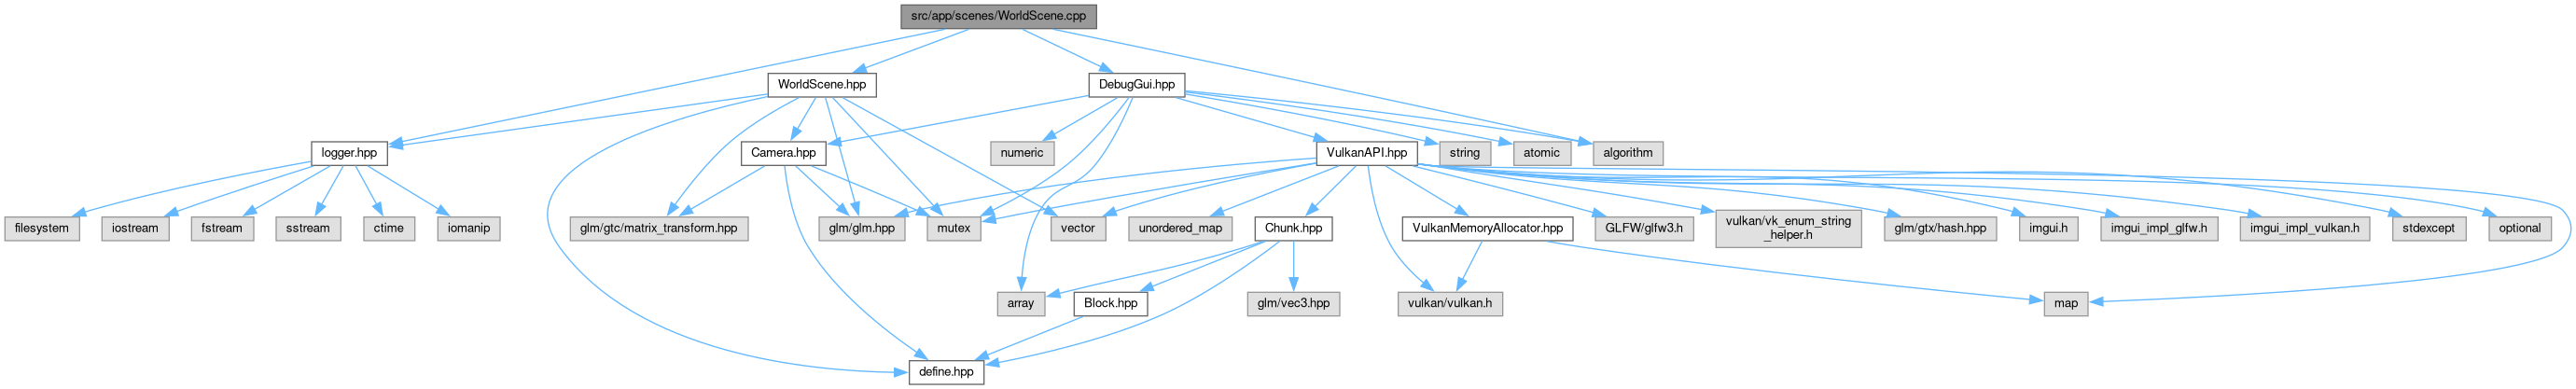 src/app/scenes/WorldScene.cpp
WorldScene.hpp
DebugGui.hpp
logger.hpp
Camera.hpp
numeric
VulkanAPI.hpp
string
atomic
algorithm
filesystem
iostream
fstream
sstream
ctime
iomanip
glm/gtc/matrix_transform.hpp
glm/glm.hpp
mutex
vector
unordered_map
Chunk.hpp
VulkanMemoryAllocator.hpp
GLFW/glfw3.h
vulkan/vk_enum_string
_helper.h
glm/gtx/hash.hpp
imgui.h
imgui_impl_glfw.h
imgui_impl_vulkan.h
stdexcept
optional
array
Block.hpp
glm/vec3.hpp
vulkan/vulkan.h
map
define.hpp